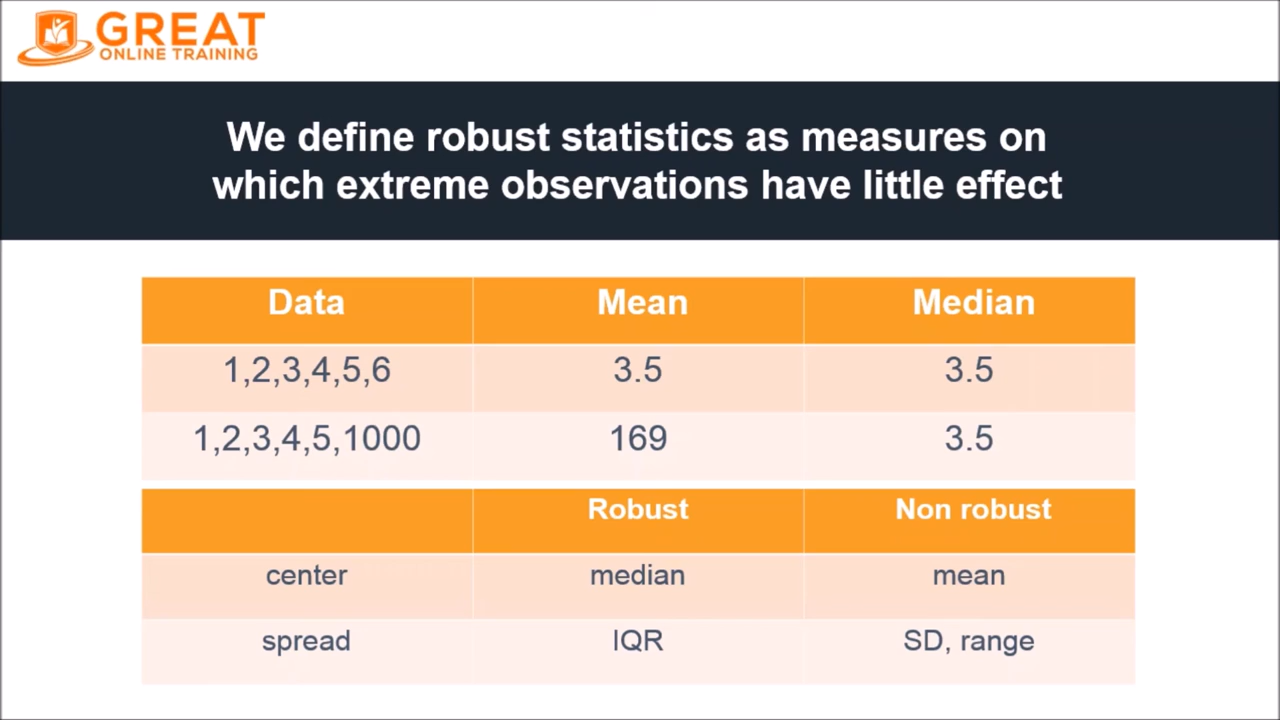 GREAT
ONLINE TRAINING
We define robust statistics as measures on
which extreme observations have little effect
Data Mean Median
1,2,3,4,5,6 3.5 3.5
1,2,3,4,5,1000 169 3.5
Robust Non robust
center median mean
spread IQR SD, range